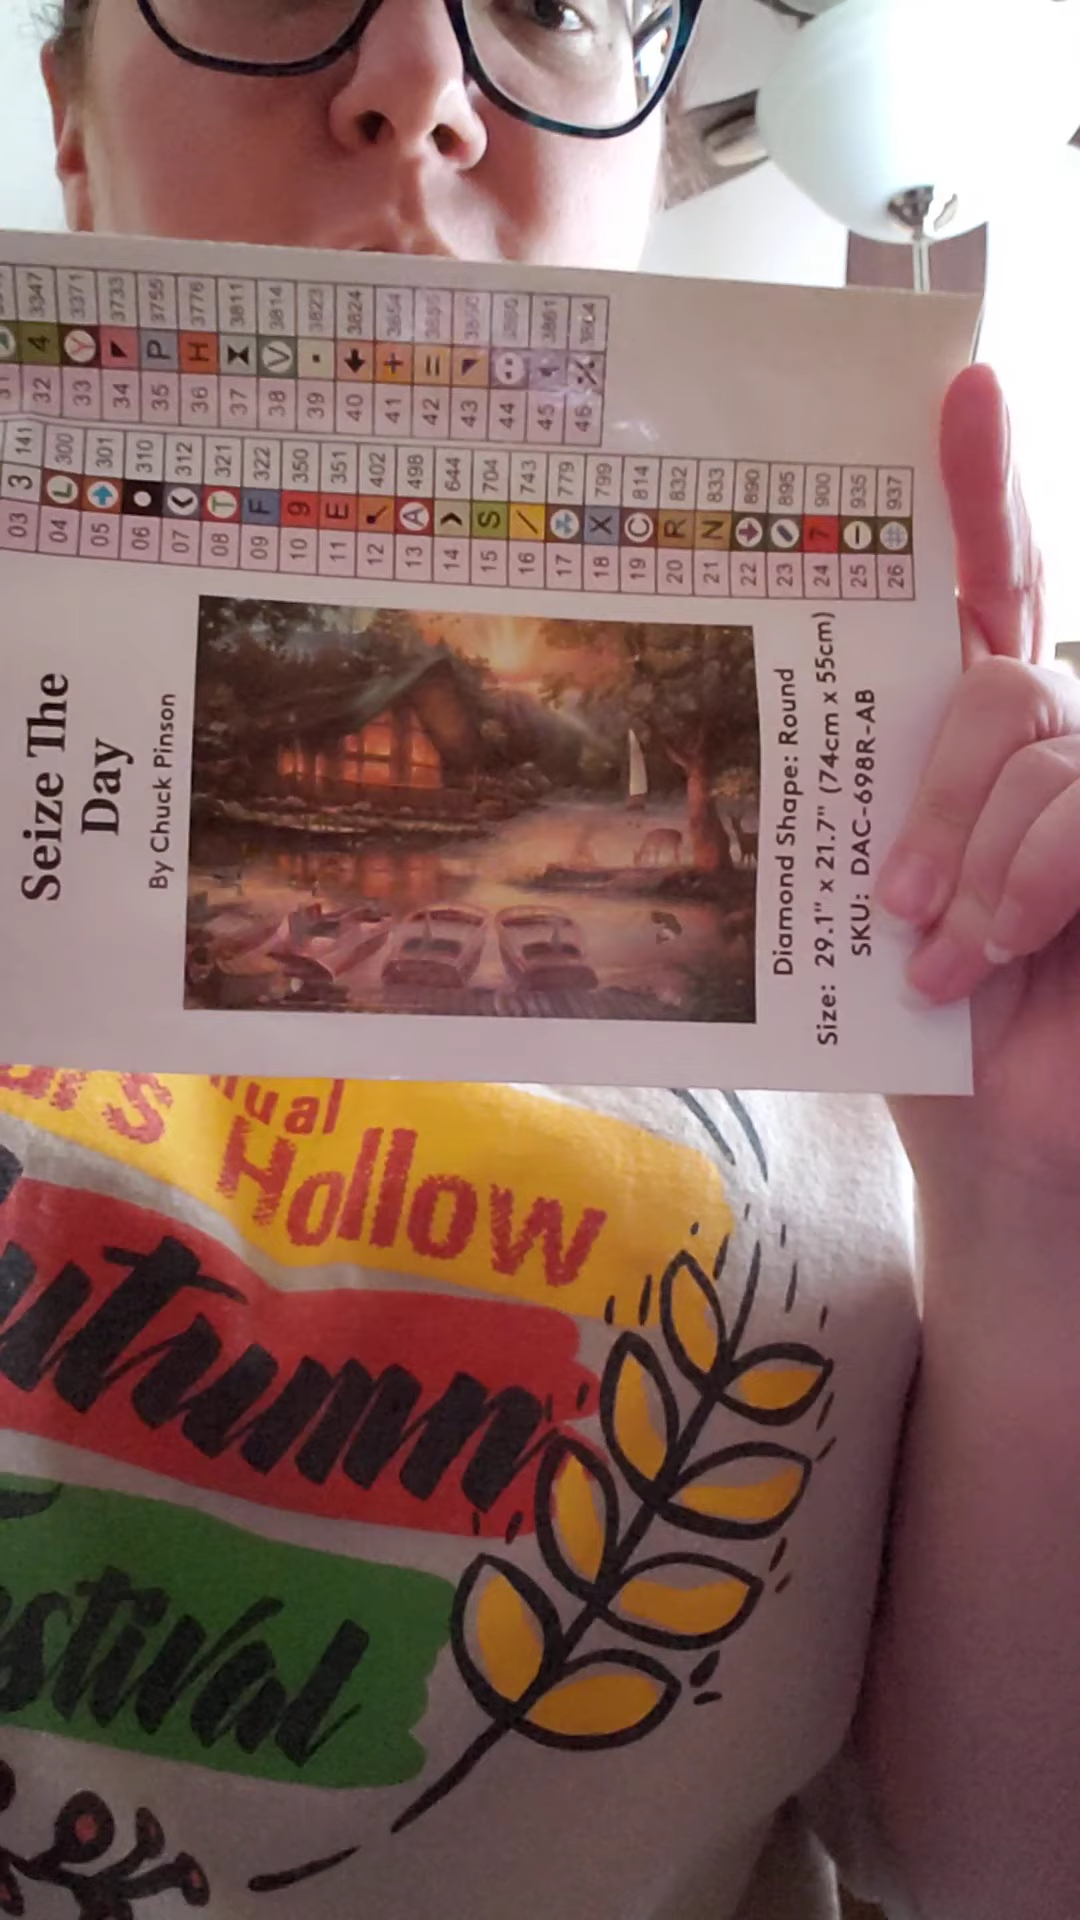 Seize The
Day
By Chuck Pinson
Diamond Shape: Round
Size: 29.1" x 21.7" (74cm x 55cm)
SKU: DAC-698R-AB
03 3 141
04 L 300
05 301
06 310
07 312
08 T 321
09 F 322
10 9 350
11 E 351
12 402
13 A 498
14 644
15 S 704
16 / 743
17 779
18 X 799
19 C 814
20 R 832
21 N 833
22 890
23 895
24 7 900
25 − 935
26 # 937
31
32 4 3347
33 Y 3371
34 3733
35 P 3755
36 H 3776
37 3811
38 V 3814
39 3823
40 3824
41 + 3854
42 =
43
44
45 3861
46
Hollow
utumn
stival